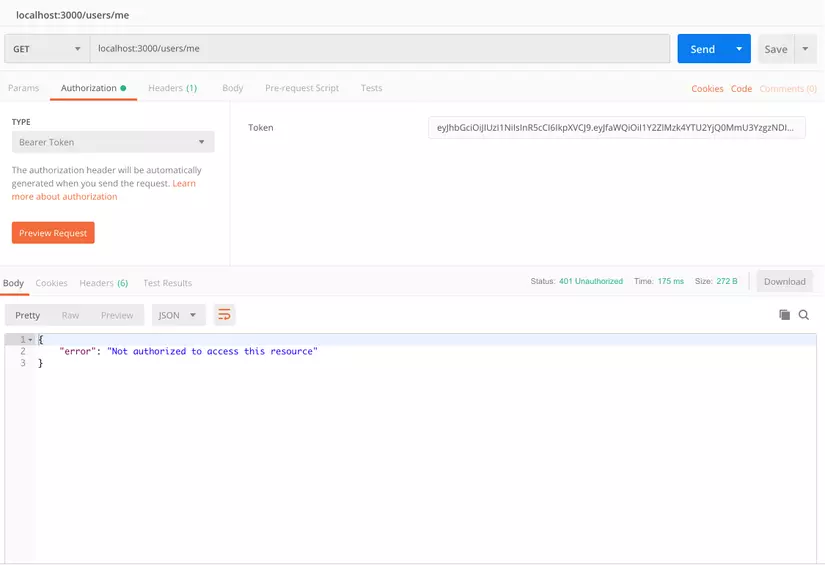 localhost:3000/users/me
GET localhost:3000/users/me Send Save
Params Authorization Headers (1) Body Pre-request Script Tests Cookies Code Comments (0)
TYPE
Bearer Token
Token
The authorization header will be automatically
generated when you send the request. Learn
more about authorization
Preview Request
Body Cookies Headers (6) Test Results Status: 401 Unauthorized Time: 175 ms Size: 272 B Download
Pretty Raw Preview JSON
1 {
2 "error": "Not authorized to access this resource"
3 }